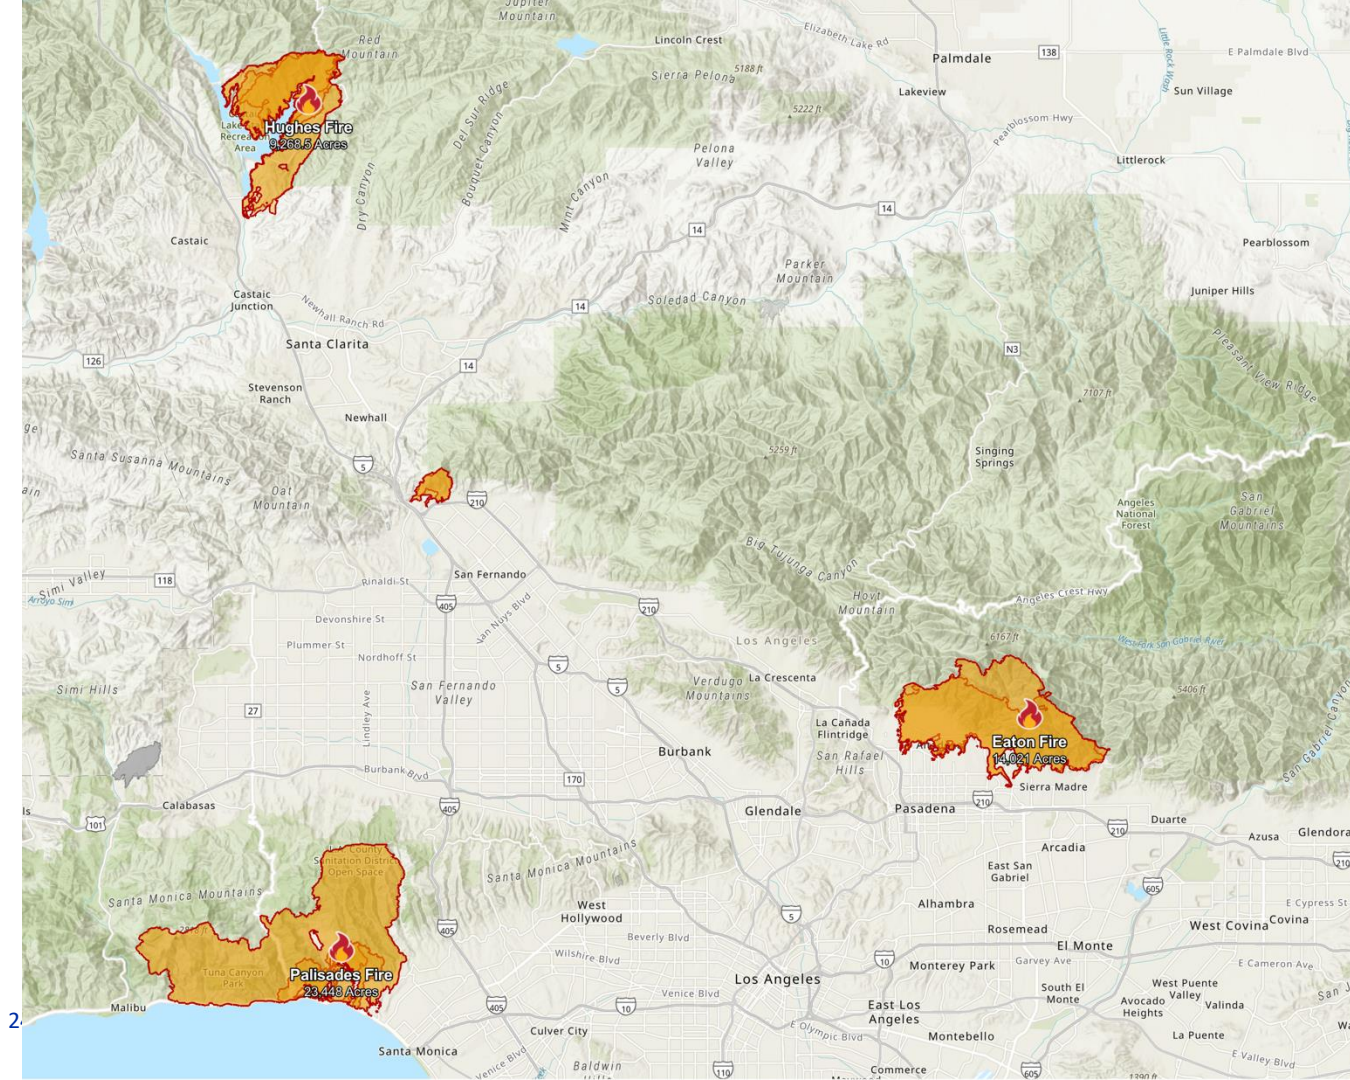 Jupiter
Mountain
Red
Mountain
Lincoln Crest
Elizabeth Lake Rd
Palmdale
138
Little Rock Wash
E Palmdale Blvd
Sierra Pelona
5188 ft
Lakeview
Sun Village
5222 ft
Del Sur Ridge
Bouquet Canyon
Pearblossom Hwy
Hughes Fire
9,268.5 Acres
Area
Pelona
Valley
Littlerock
Dry Canyon
Mint Canyon
14
14
Castaic
Pearblossom
Parker
Mountain
Juniper Hills
Castaic
Junction
Newhall Ranch Rd
14
Soledad Canyon
Santa Clarita
N3
Pleasant View Ridge
126
14
Stevenson
Ranch
7107 ft
Newhall
Santa Susanna Mountains
5
5259 ft
Singing
Springs
Oat
Mountain
210
Angeles
National
Forest
San
Gabriel
Mountains
Big Tujunga Canyon
Simi Valley
118
Rinaldi St
San Fernando
Arroyo Simi
405
Van Nuys Blvd
210
Hoyt
Mountain
Angeles Crest Hwy
Devonshire St
Los Angeles
6167 ft
West Fork San Gabriel River
Plummer St
Nordhoff St
5
Simi Hills
San Fernando
Valley
5
Verdugo
Mountains
La Crescenta
5406 ft
27
Lindley Ave
La Cañada
Flintridge
San Gabriel Canyon
Eaton Fire
14,021 Acres
Burbank
San Rafael
Hills
Burbank Blvd
170
Sierra Madre
Calabasas
405
Glendale
Pasadena
210
101
Duarte
210
Arcadia
Azusa
Glendora
210
Santa Monica Mountains
East San
Gabriel
605
Sanitation District
Open Space
Santa Monica Mountains
West
Hollywood
Alhambra
E Cypress St
5
Covina
West Covina
405
Rosemead
Beverly Blvd
El Monte
Wilshire Blvd
10
Garvey Ave
Monterey Park
E Cameron Ave
Tuna Canyon
Park
Palisades Fire
23,448 Acres
Los Angeles
South El
Monte
West Puente
Valley
Venice Blvd
Malibu
405
10
East Los
Angeles
Avocado
Heights
Valinda
Culver City
E Olympic Blvd
Montebello
La Puente
Santa Monica
E Valley Blvd
Venice Blvd
Baldwin
110
Commerce
605
1390 ft